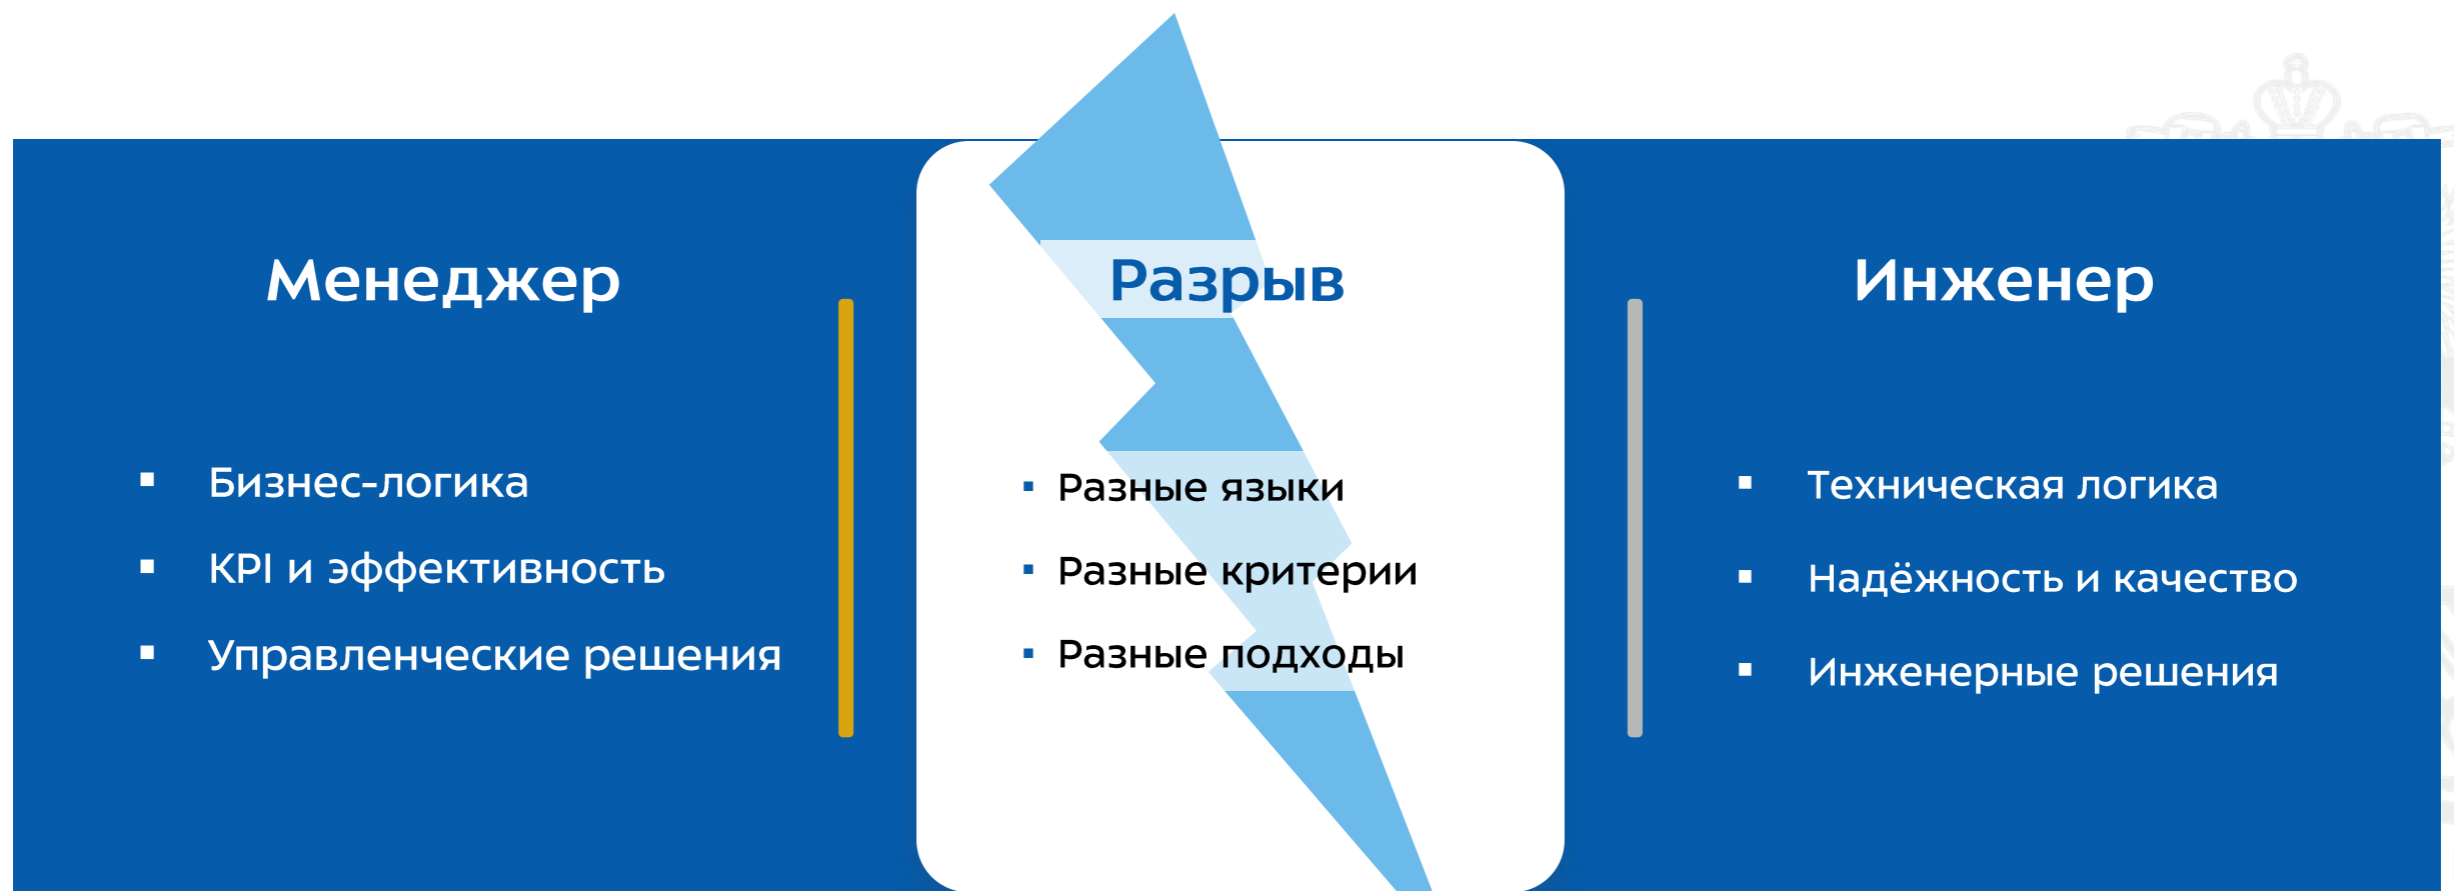 Менеджер
Бизнес-логика
KPI и эффективность
Управленческие решения
Разрыв
Разные языки
Разные критерии
Разные подходы
Инженер
Техническая логика
Надёжность и качество
Инженерные решения